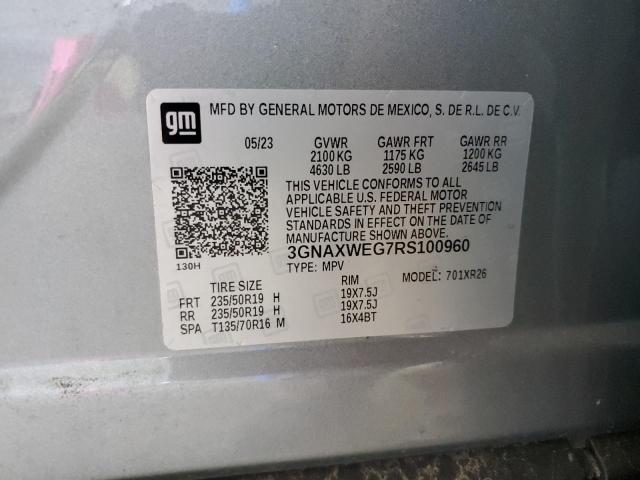 gm MFD BY GENERAL MOTORS DE MEXICO, S. DE R.L. DE C.V.
05/23 GVWR GAWR FRT GAWR RR
2100 KG 1175 KG 1200 KG
4630 LB 2590 LB 2645 LB
THIS VEHICLE CONFORMS TO ALL
APPLICABLE U.S. FEDERAL MOTOR
VEHICLE SAFETY AND THEFT PREVENTION
STANDARDS IN EFFECT ON THE DATE OF
MANUFACTURE SHOWN ABOVE.
3GNAXWEG7RS100960
130H TYPE: MPV MODEL: 701XR26
TIRE SIZE RIM
FRT 235/50R19 H 19X7.5J
RR 235/50R19 H 19X7.5J
SPA T135/70R16 M 16X4BT